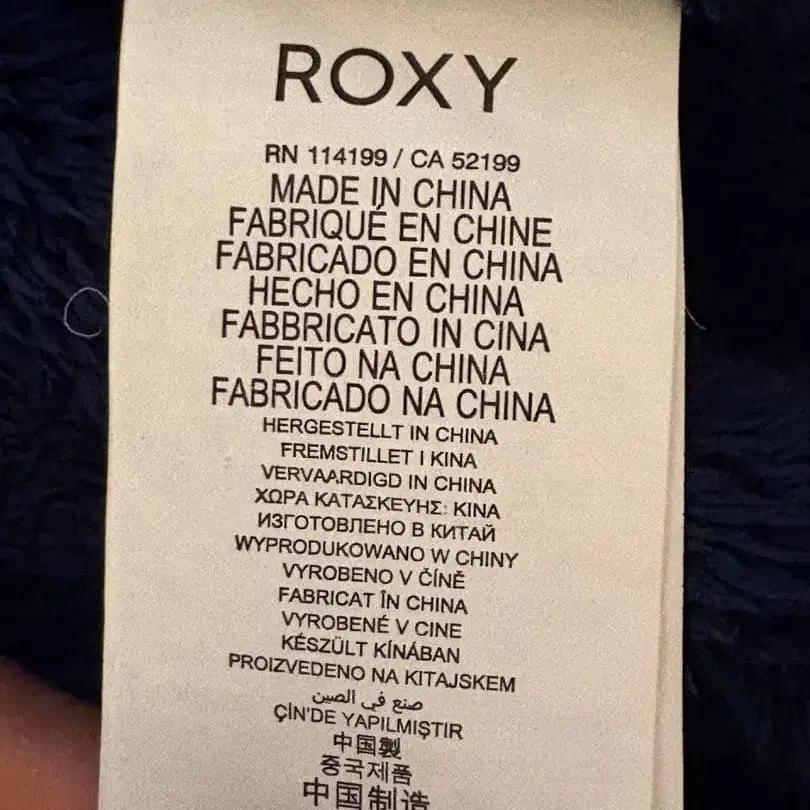 ROXY
RN 114199 / CA 52199
MADE IN CHINA
FABRIQUÉ EN CHINE
FABRICADO EN CHINA
HECHO EN CHINA
FABBRICATO IN CINA
FEITO NA CHINA
FABRICADO NA CHINA
HERGESTELLT IN CHINA
FREMSTILLET I KINA
VERVAARDIGD IN CHINA
ΧΩΡΑ ΚΑΤΑΣΚΕΥΗΣ: ΚΙΝΑ
ИЗГОТОВЛЕНО В КИТАЙ
WYPRODUKOWANO W CHINY
VYROBENO V ČÍNĚ
FABRICAT ÎN CHINA
VYROBENÉ V CINE
KÉSZÜLT KÍNÁBAN
PROIZVEDENO NA KITAJSKEM
صنع في الصين
ÇİN'DE YAPILMIŞTIR
中国製
중국제품
中国制造